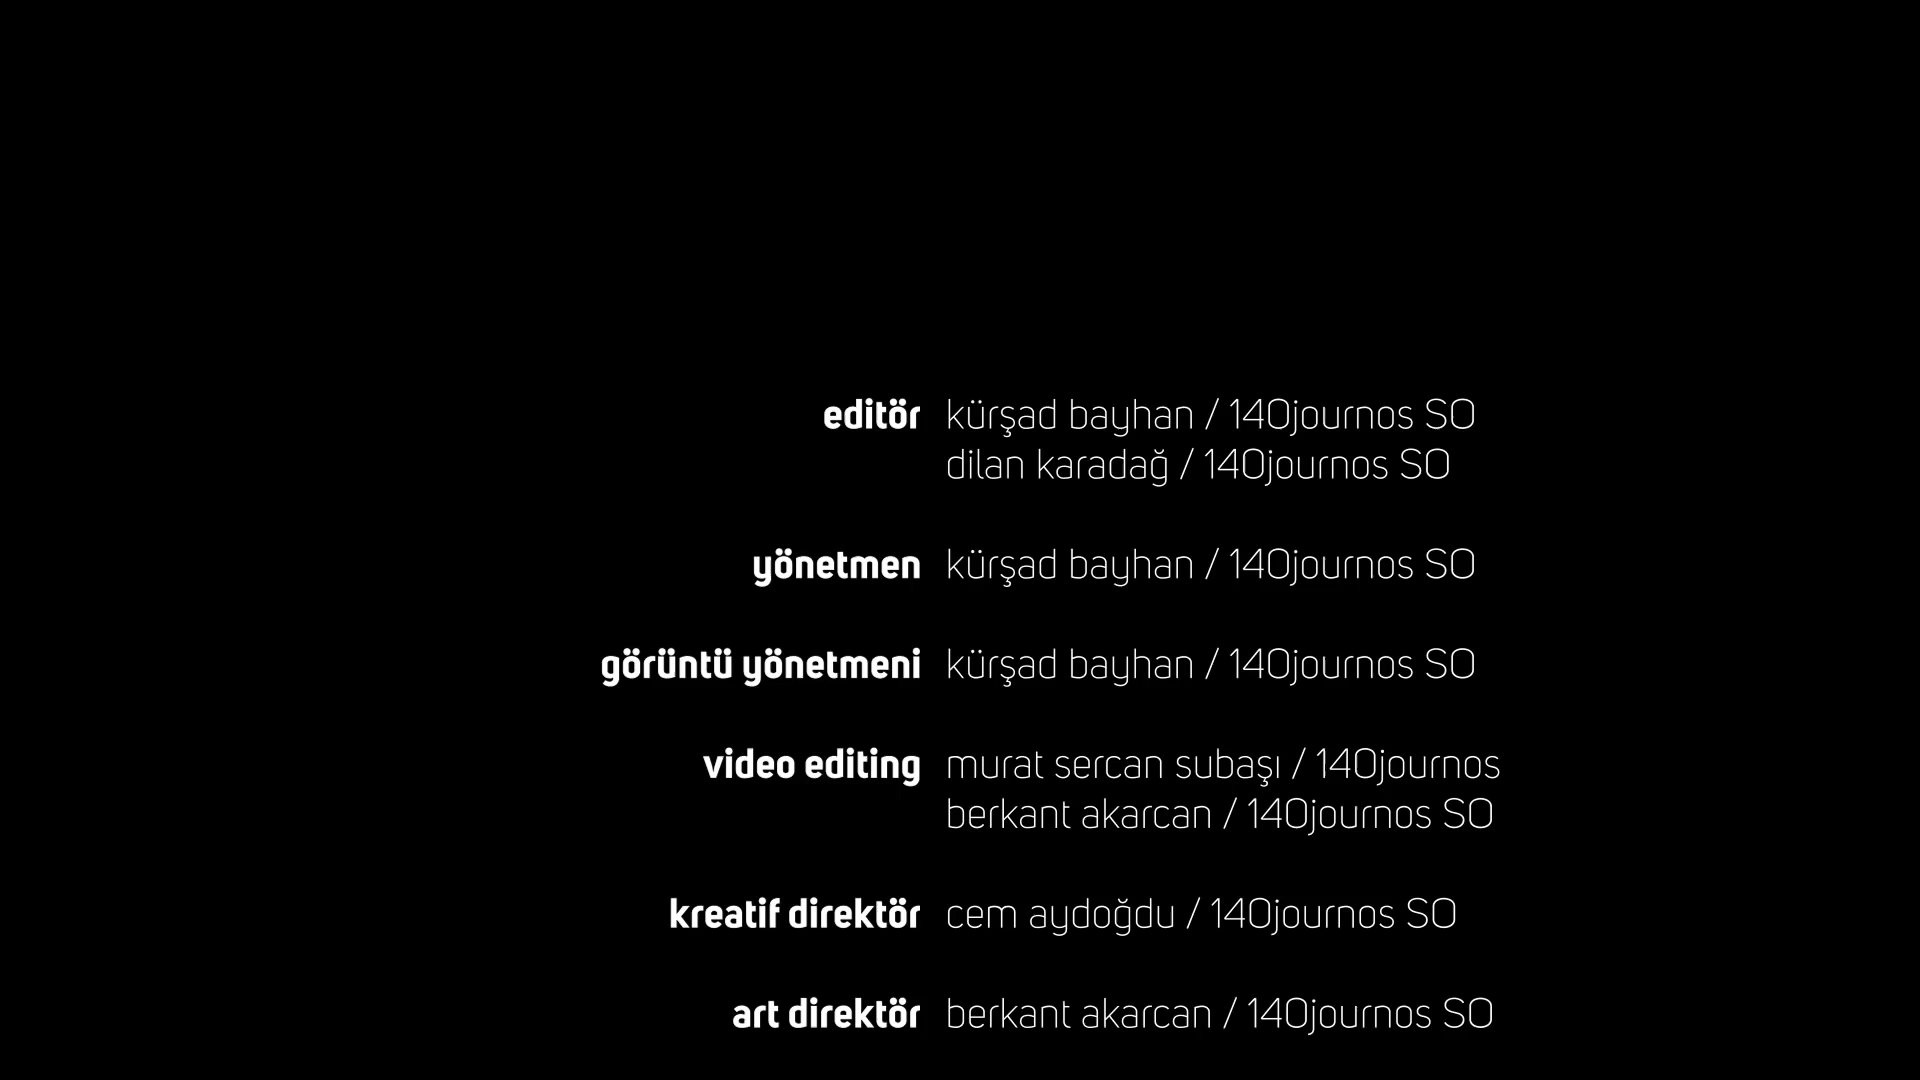 editör kürşad bayhan / 140journos SO
dilan karadağ / 140journos SO
yönetmen kürşad bayhan / 140journos SO
görüntü yönetmeni kürşad bayhan / 140journos SO
video editing murat sercan subaşı / 140journos
berkant akarcan / 140journos SO
kreatif direktör cem aydoğdu / 140journos SO
art direktör berkant akarcan / 140journos SO